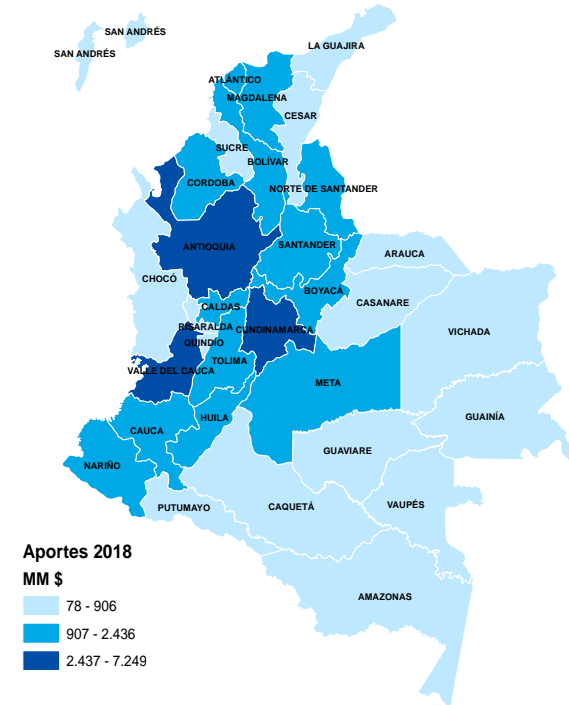 SAN ANDRÉS
SAN ANDRÉS
LA GUAJIRA
ATLÁNTICO
MAGDALENA
CESAR
SUCRE
BOLÍVAR
CORDOBA
NORTE DE SANTANDER
ANTIOQUIA
SANTANDER
ARAUCA
CHOCÓ
BOYACÁ
CASANARE
CALDAS
RISARALDA
CUNDINAMARCA
VICHADA
QUINDÍO
TOLIMA
VALLE DEL CAUCA
META
HUILA
GUAINÍA
CAUCA
GUAVIARE
NARIÑO
PUTUMAYO
CAQUETÁ
VAUPÉS
AMAZONAS
Aportes 2018
MM $
78 - 906
907 - 2.436
2.437 - 7.249